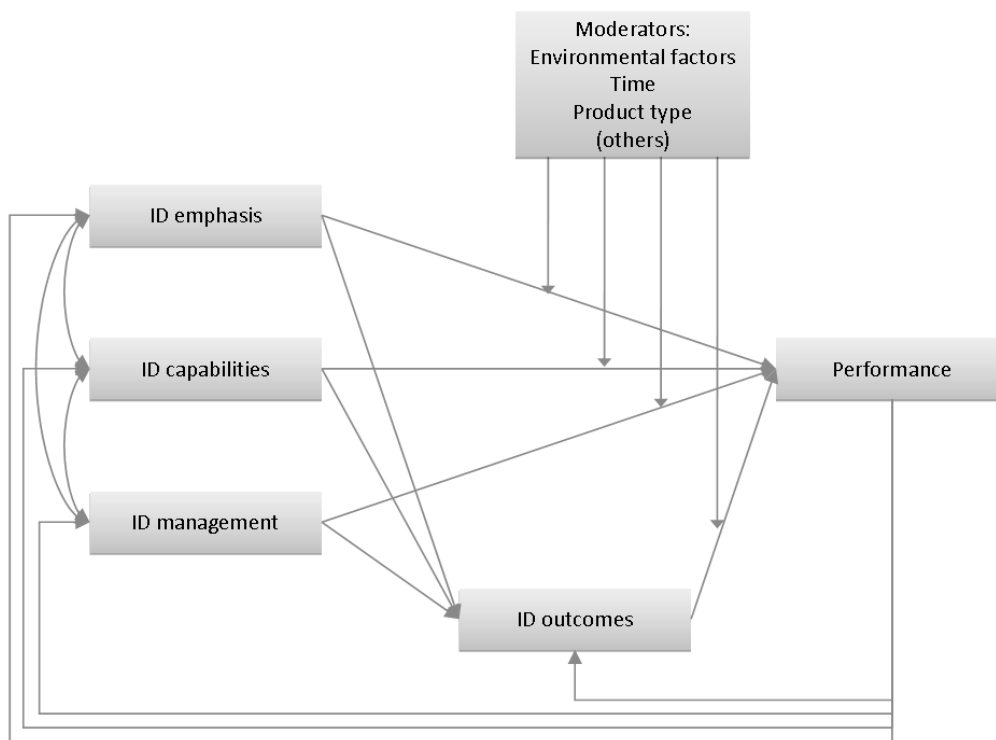 Moderators:
Environmental factors
Time
Product type
(others)
ID emphasis
ID capabilities
Performance
ID management
ID outcomes